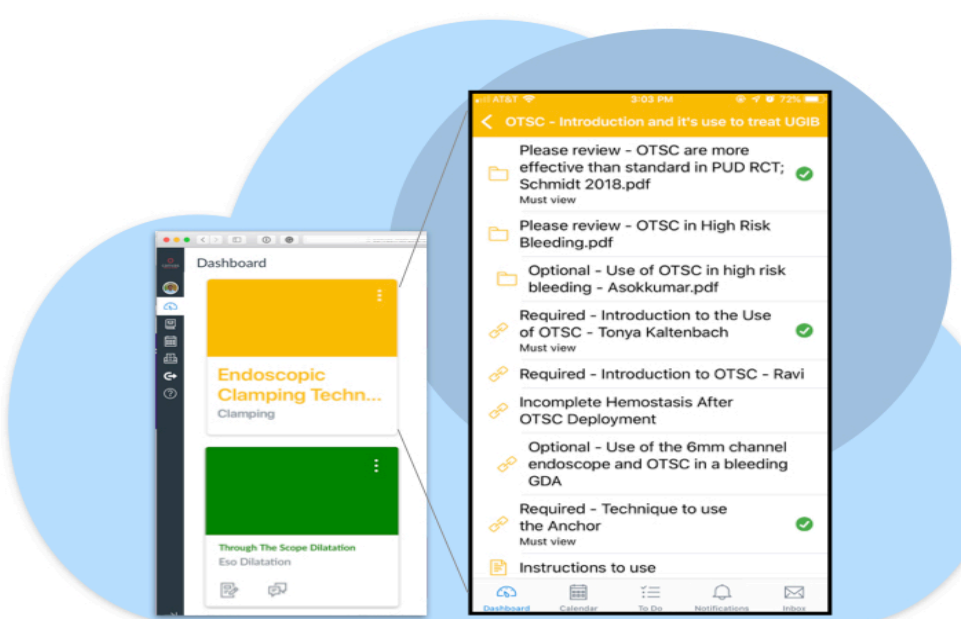 Dashboard
Endoscopic
Clamping Techn...
Clamping
Through The Scope Dilatation
Eso Dilatation
AT&T
3:03 PM
72%
OTSC - Introduction and it's use to treat UGIB
Please review - OTSC are more
effective than standard in PUD RCT;
Schmidt 2018.pdf
Must view
Please review - OTSC in High Risk
Bleeding.pdf
Optional - Use of OTSC in high risk
bleeding - Asokkumar.pdf
Required - Introduction to the Use
of OTSC - Tonya Kaltenbach
Must view
Required - Introduction to OTSC - Ravi
Incomplete Hemostasis After
OTSC Deployment
Optional - Use of the 6mm channel
endoscope and OTSC in a bleeding
GDA
Required - Technique to use
the Anchor
Must view
Instructions to use
Dashboard
Calendar
To Do
Notifications
Inbox